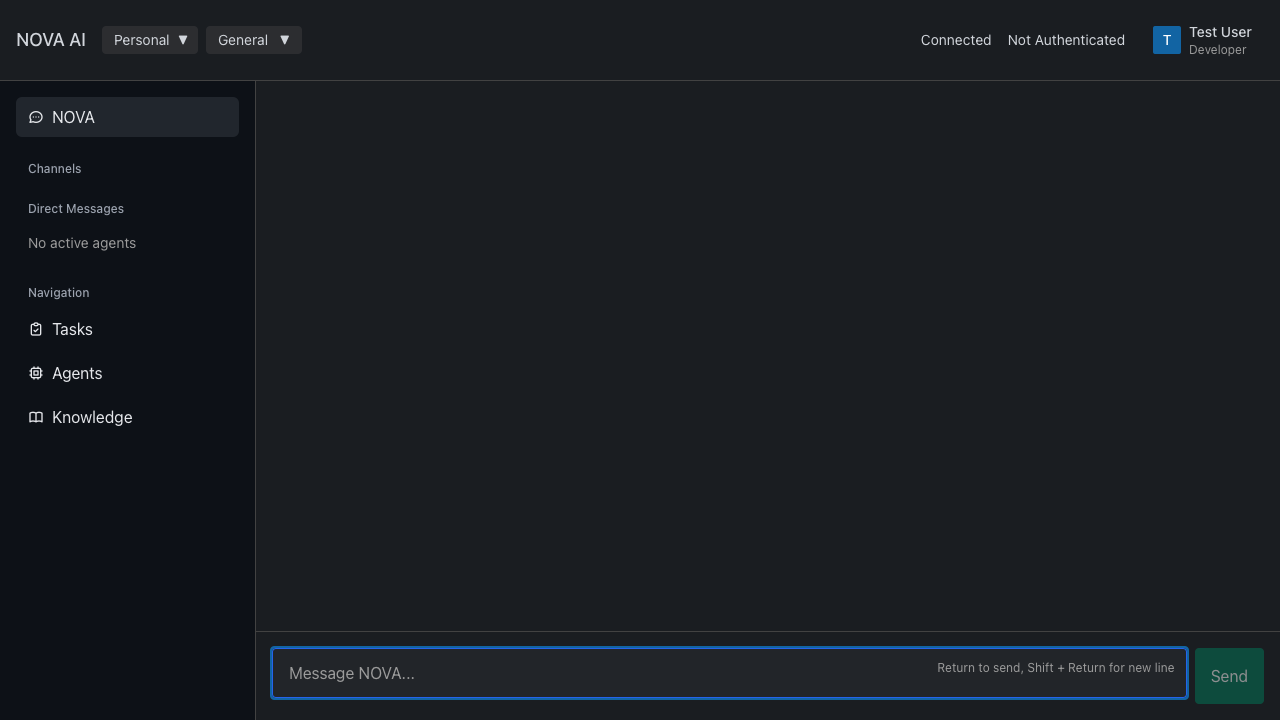 NOVA AI
Personal ▼
General ▼
Connected
Not Authenticated
T
Test User
Developer
NOVA
Channels
Direct Messages
No active agents
Navigation
Tasks
Agents
Knowledge
Message NOVA...
Return to send, Shift + Return for new line
Send